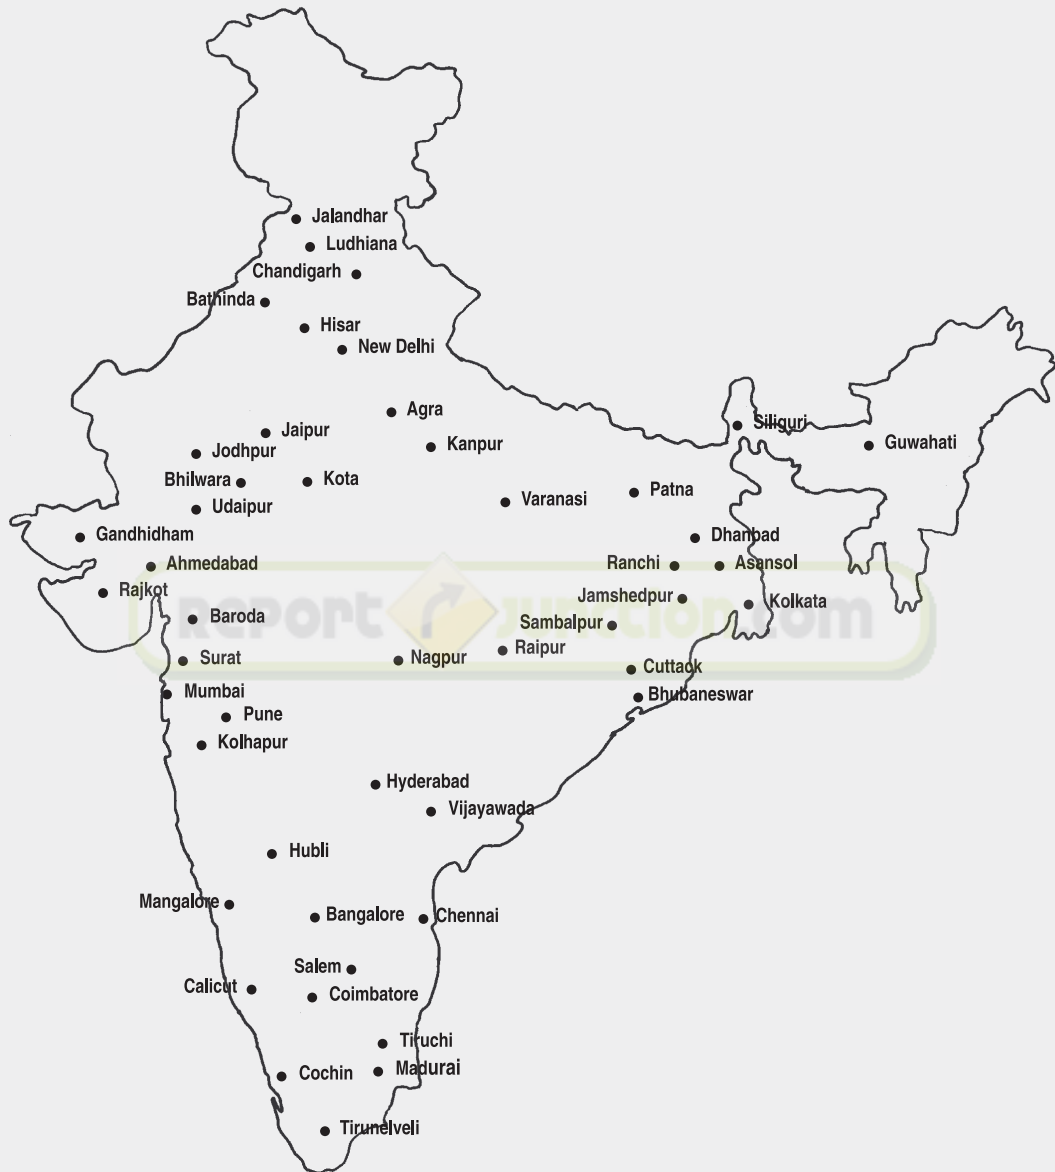 Jalandhar
Ludhiana
Chandigarh
Bathinda
Hisar
New Delhi
Agra
Siliguri
Jaipur
Kanpur
Guwahati
Jodhpur
Bhilwara
Kota
Varanasi
Patna
Udaipur
Gandhidham
Dhanbad
Ahmedabad
Ranchi
Asansol
Rajkot
Jamshedpur
Kolkata
REPORT JUNCTION.COM
Baroda
Sambalpur
Surat
Nagpur
Raipur
Cuttack
Mumbai
Bhubaneswar
Pune
Kolhapur
Hyderabad
Vijayawada
Hubli
Mangalore
Bangalore
Chennai
Salem
Calicut
Coimbatore
Tiruchi
Cochin
Madurai
Tirunelveli